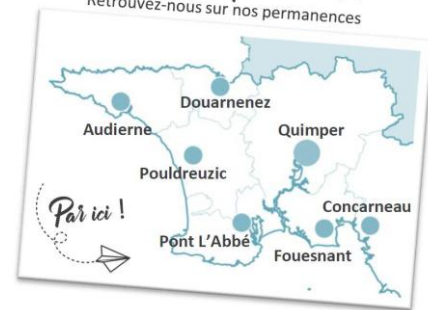 Retrouvez-nous sur nos permanences
Douarnenez
Audierne
Quimper
Pouldreuzic
Concarneau
Par ici !
Pont L'Abbé
Fouesnant